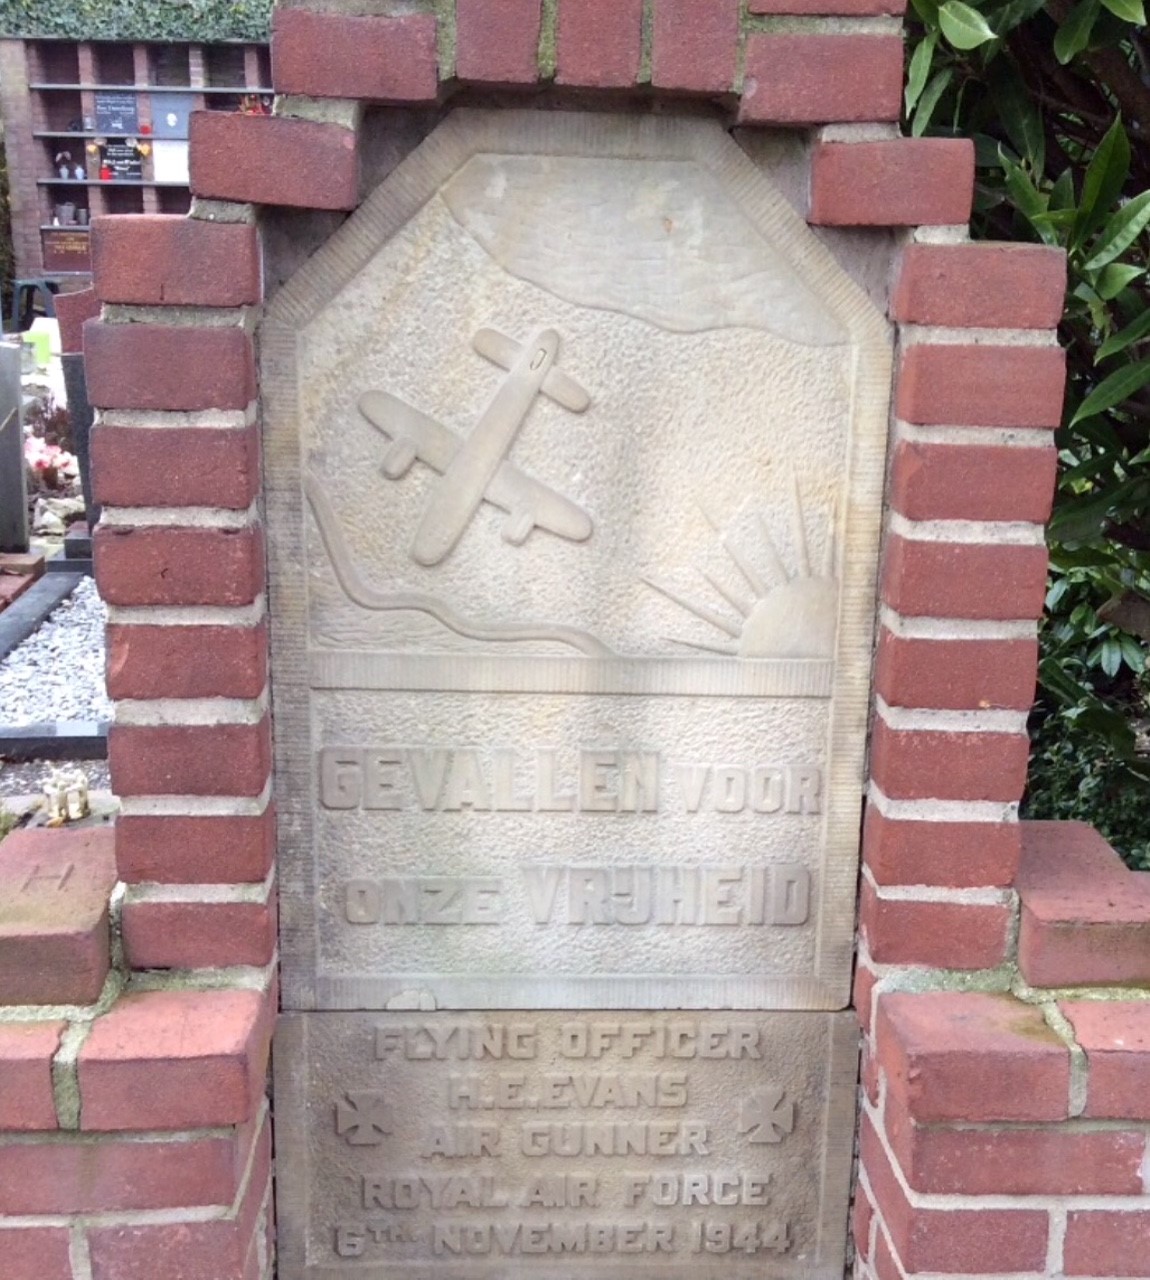 GEVALLEN VOOR
ONZE VRIJHEID
FLYING OFFICER
H.E. EVANS
AIR GUNNER
ROYAL AIR FORCE
6TH NOVEMBER 1944
H